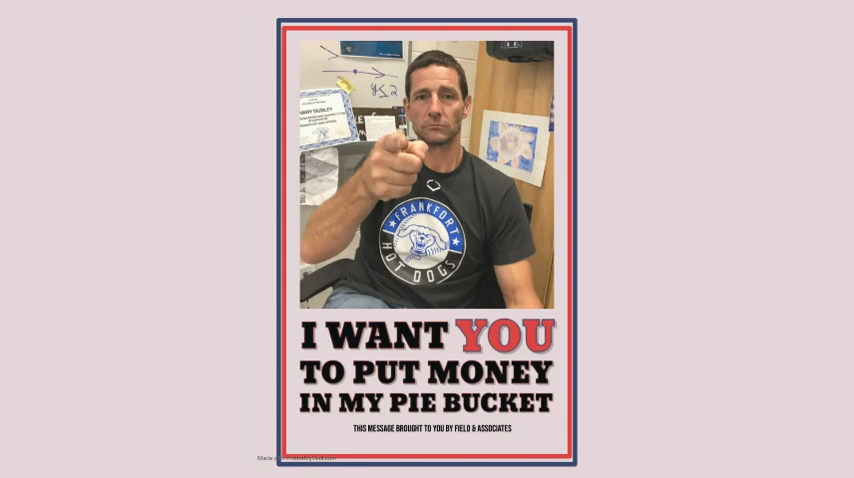 y≤2
FRANKFORT
HOT DOGS
I WANT YOU
TO PUT MONEY
IN MY PIE BUCKET
THIS MESSAGE BROUGHT TO YOU BY FIELD & ASSOCIATES